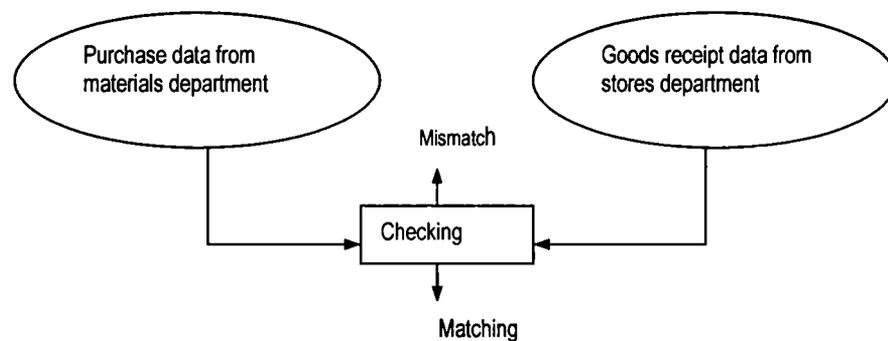 Purchase data from
materials department
Goods receipt data from
stores department
Mismatch
Checking
Matching